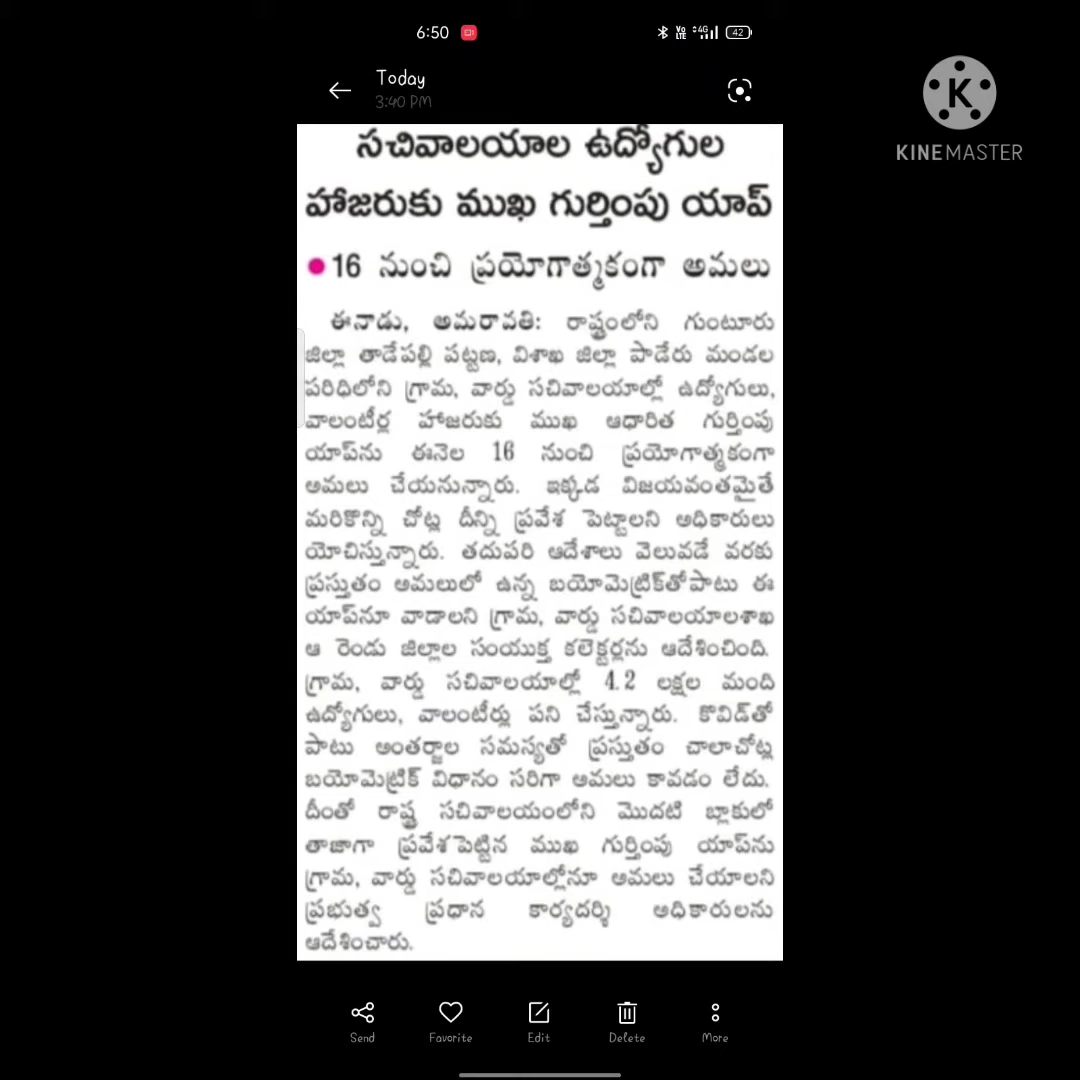 6:50
Vo LTE 4G 42
Today
3:40 PM
K
KINEMASTER
సచివాలయాల ఉద్యోగుల
హాజరుకు ముఖ గుర్తింపు యాప్
●16 నుంచి ప్రయోగాత్మకంగా అమలు
ఈనాడు, అమరావతి: రాష్ట్రంలోని గుంటూరు
జిల్లా తాడేపల్లి పట్టణ, విశాఖ జిల్లా పాడేరు మండల
పరిధిలోని గ్రామ, వార్డు సచివాలయాల్లో ఉద్యోగులు,
వాలంటీర్ల హాజరుకు ముఖ ఆధారిత గుర్తింపు
యాప్‌ను ఈనెల 16 నుంచి ప్రయోగాత్మకంగా
అమలు చేయనున్నారు. ఇక్కడ విజయవంతమైతే
మరికొన్ని చోట్ల దీన్ని ప్రవేశ పెట్టాలని అధికారులు
యోచిస్తున్నారు. తదుపరి ఆదేశాలు వెలువడే వరకు
ప్రస్తుతం అమలులో ఉన్న బయోమెట్రిక్‌తోపాటు ఈ
యాప్‌నూ వాడాలని గ్రామ, వార్డు సచివాలయాలశాఖ
ఆ రెండు జిల్లాల సంయుక్త కలెక్టర్లను ఆదేశించింది.
గ్రామ, వార్డు సచివాలయాల్లో 4.2 లక్షల మంది
ఉద్యోగులు, వాలంటీర్లు పని చేస్తున్నారు. కొవిడ్‌తో
పాటు అంతర్జాల సమస్యతో ప్రస్తుతం చాలాచోట్ల
బయోమెట్రిక్ విధానం సరిగా అమలు కావడం లేదు.
దీంతో రాష్ట్ర సచివాలయంలోని మొదటి బ్లాకులో
తాజాగా ప్రవేశపెట్టిన ముఖ గుర్తింపు యాప్‌ను
గ్రామ, వార్డు సచివాలయాల్లోనూ అమలు చేయాలని
ప్రభుత్వ ప్రధాన కార్యదర్శి అధికారులను
ఆదేశించారు.
Send Favorite Edit Delete More